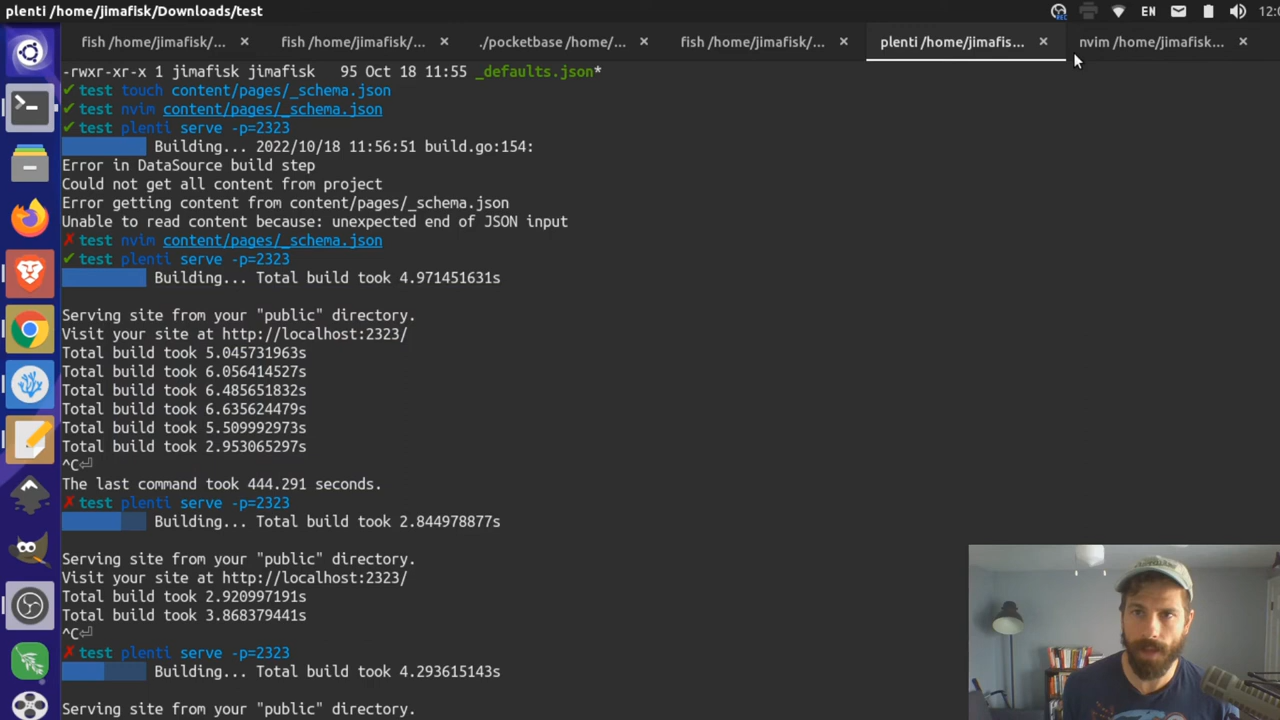 plenti /home/jimafisk/Downloads/test
EN
12:0
fish /home/jimafisk/...
fish /home/jimafisk/...
./pocketbase /home/...
fish /home/jimafisk/...
plenti /home/jimafis...
nvim /home/jimafisk...
-rwxr-xr-x 1 jimafisk jimafisk   95 Oct 18 11:55 _defaults.json*
✔ test touch content/pages/_schema.json
✔ test nvim content/pages/_schema.json
✔ test plenti serve -p=2323
Building... 2022/10/18 11:56:51 build.go:154:
Error in DataSource build step
Could not get all content from project
Error getting content from content/pages/_schema.json
Unable to read content because: unexpected end of JSON input
✗ test nvim content/pages/_schema.json
✔ test plenti serve -p=2323
Building... Total build took 4.971451631s
Serving site from your "public" directory.
Visit your site at http://localhost:2323/
Total build took 5.045731963s
Total build took 6.056414527s
Total build took 6.485651832s
Total build took 6.635624479s
Total build took 5.509992973s
Total build took 2.953065297s
^C⏎
The last command took 444.291 seconds.
✗ test plenti serve -p=2323
Building... Total build took 2.844978877s
Serving site from your "public" directory.
Visit your site at http://localhost:2323/
Total build took 2.920997191s
Total build took 3.868379441s
^C⏎
✗ test plenti serve -p=2323
Building... Total build took 4.293615143s
Serving site from your "public" directory.